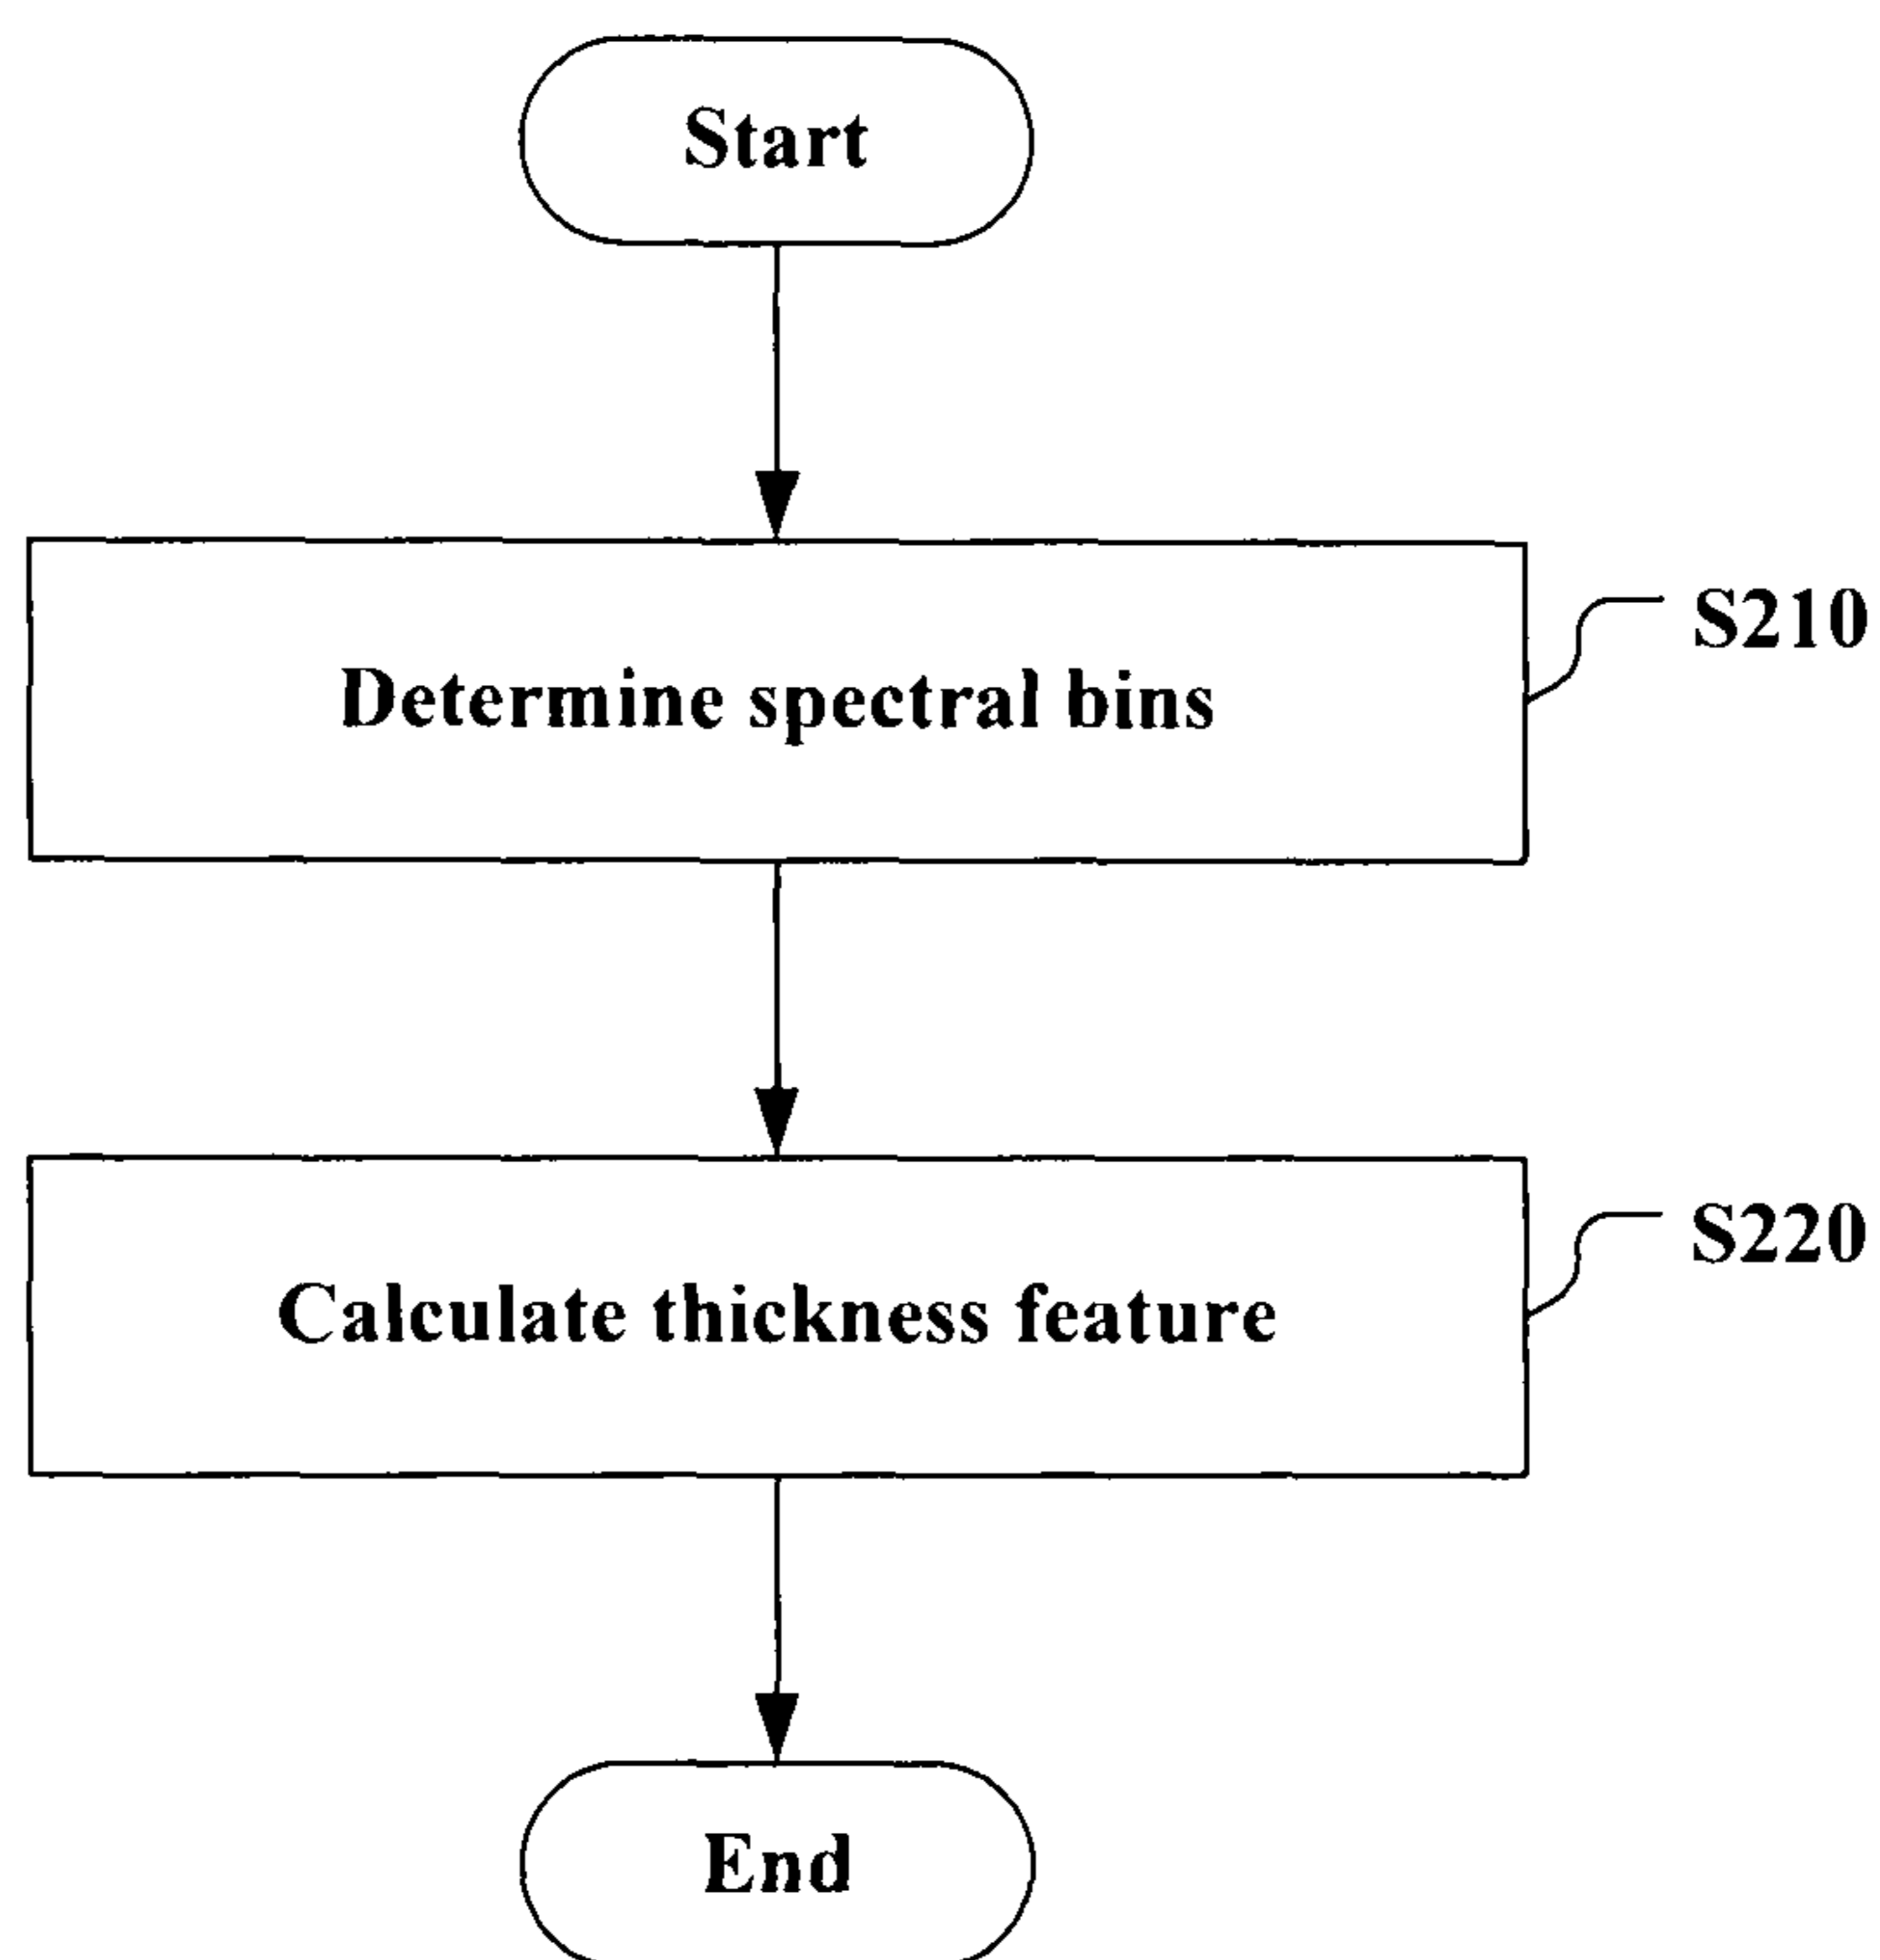 Start
Determine spectral bins
S210
Calculate thickness feature
S220
End